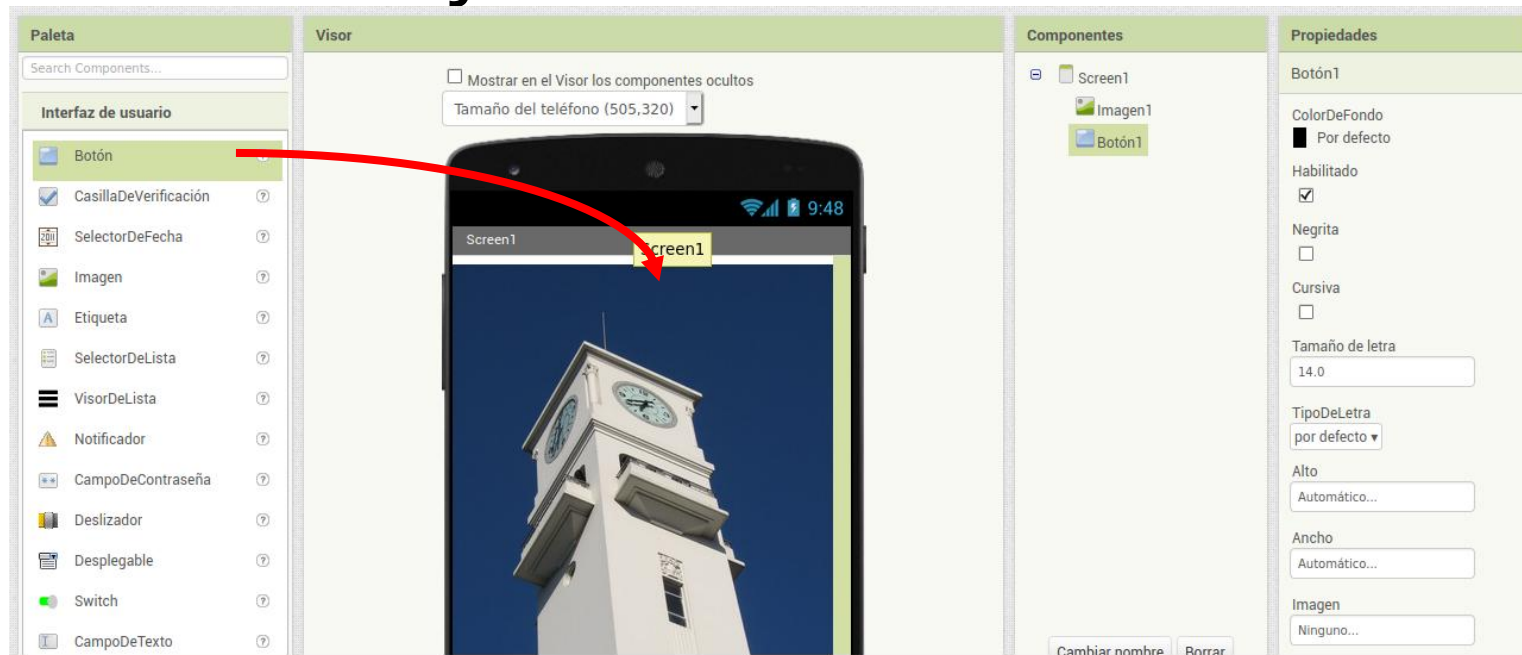 Paleta
Search Components...
Interfaz de usuario
Botón
CasillaDeVerificación
SelectorDeFecha
Imagen
Etiqueta
SelectorDeLista
VisorDeLista
Notificador
CampoDeContraseña
Deslizador
Desplegable
Switch
CampoDeTexto
Visor
Mostrar en el Visor los componentes ocultos
Tamaño del teléfono (505,320)
9:48
Screen1
Screen1
Componentes
Screen1
Imagen1
Botón1
Cambiar nombre Borrar
Propiedades
Botón1
ColorDeFondo
Por defecto
Habilitado
Negrita
Cursiva
Tamaño de letra
14.0
TipoDeLetra
por defecto
Alto
Automático...
Ancho
Automático...
Imagen
Ninguno...